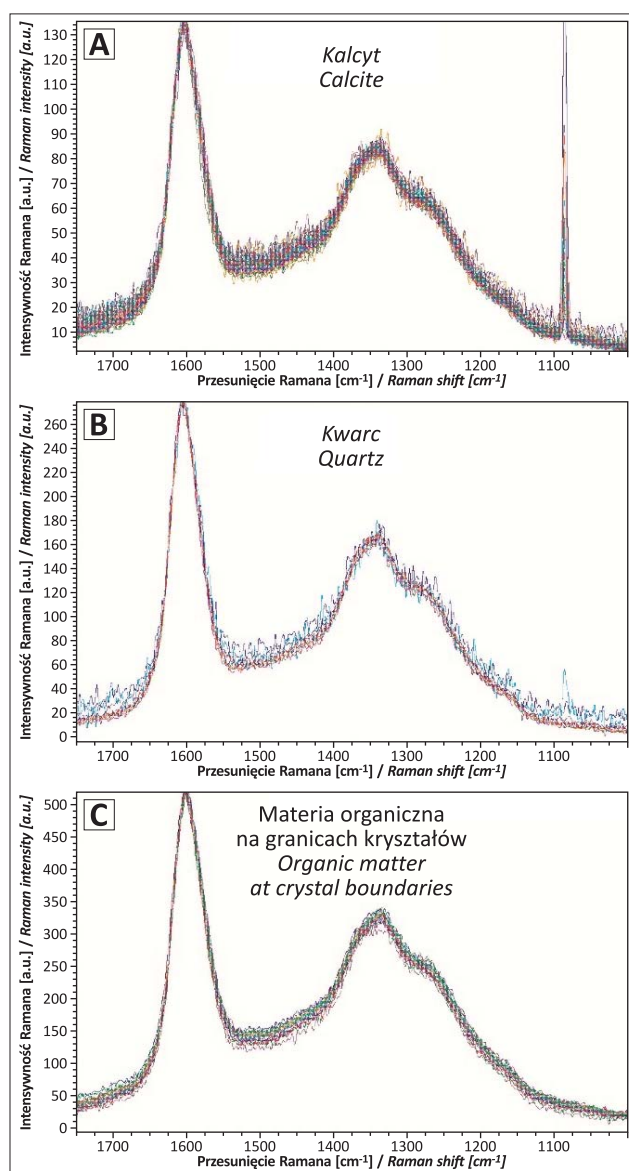 A
Kalcyt
Calcite
Intensywność Ramana [a.u.] / Raman intensity [a.u.]
130
120
110
100
90
80
70
60
50
40
30
20
10
1700 1600 1500 1400 1300 1200 1100
Przesunięcie Ramana [cm-1] / Raman shift [cm-1]
B
Kwarc
Quartz
Intensywność Ramana [a.u.] / Raman intensity [a.u.]
260
240
220
200
180
160
140
120
100
80
60
40
20
0
1700 1600 1500 1400 1300 1200 1100
Przesunięcie Ramana [cm-1] / Raman shift [cm-1]
C
Materia organiczna
na granicach kryształów
Organic matter
at crystal boundaries
Intensywność Ramana [a.u.] / Raman intensity [a.u.]
500
450
400
350
300
250
200
150
100
50
0
1700 1600 1500 1400 1300 1200 1100
Przesunięcie Ramana [cm-1] / Raman shift [cm-1]